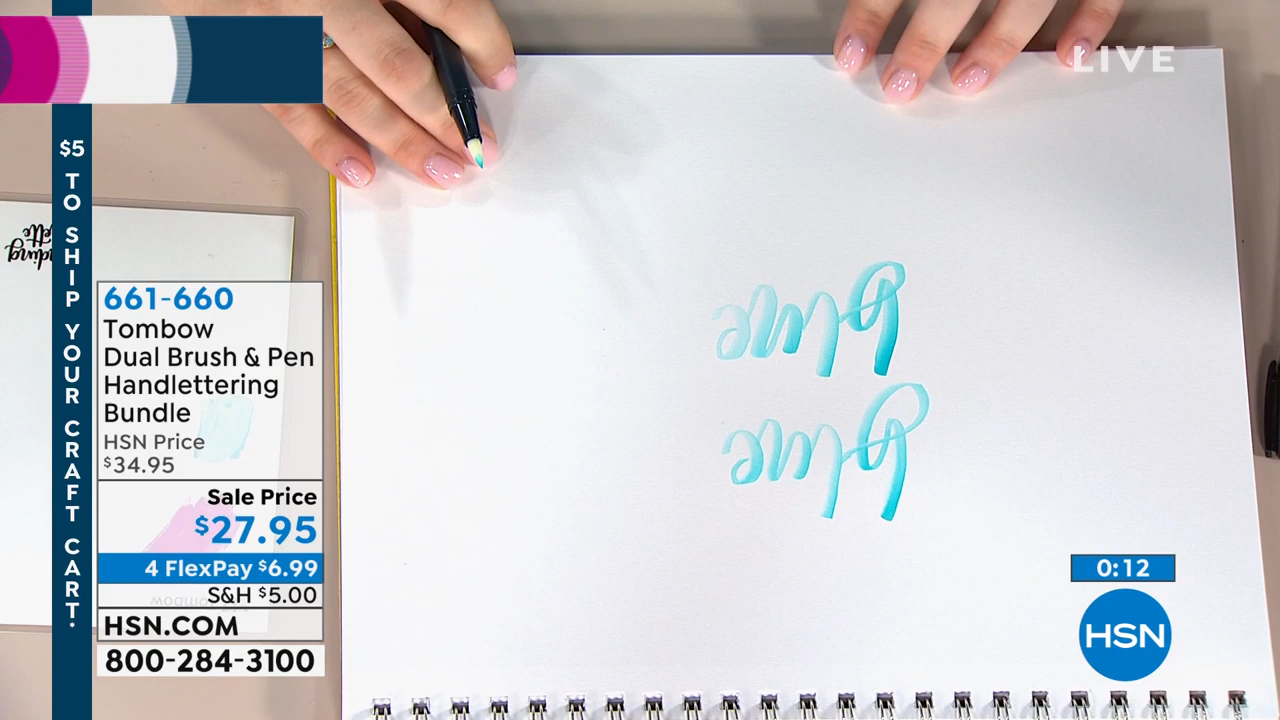 LIVE
$5 TO SHIP YOUR CRAFT CART.*
661-660
Tombow
Dual Brush & Pen
Handlettering
Bundle
HSN Price
$34.95
Sale Price
$27.95
4 FlexPay $6.99
S&H $5.00
HSN.COM
800-284-3100
blue
blue
0:12
HSN